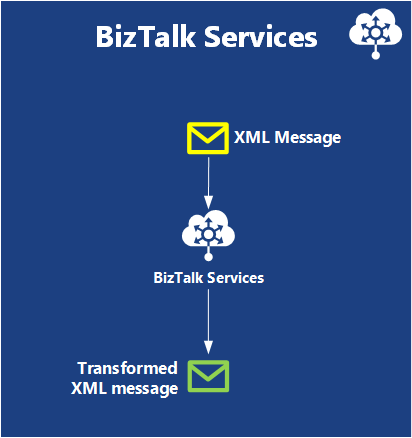 BizTalk Services
XML Message
BizTalk Services
Transformed
XML message